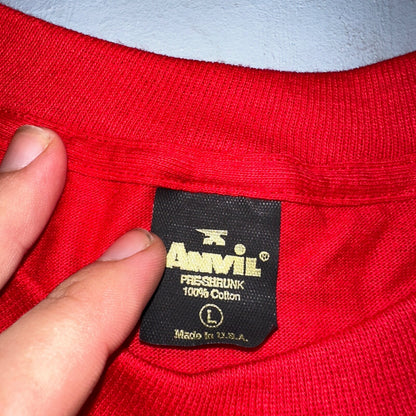 ANViL®
PRESHRUNK
100% Cotton
L
Made in U.S.A.